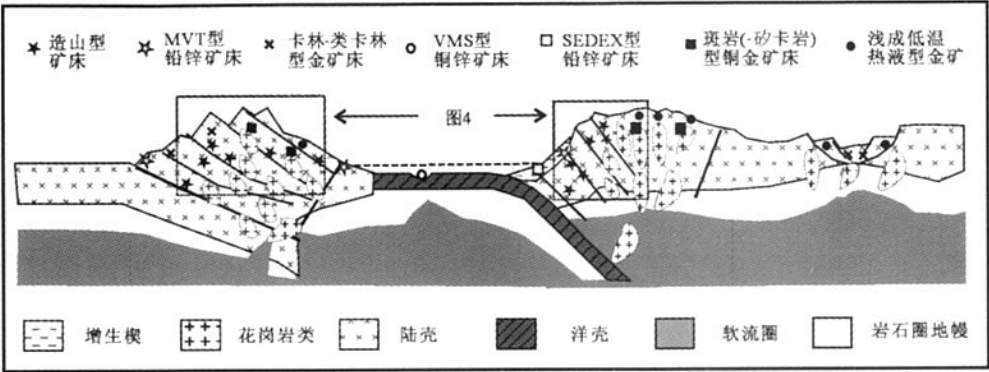 造山型
矿床
MVT型
铅锌矿床
卡林-类卡林
型金矿床
VMS型
铜锌矿床
SEDEX型
铅锌矿床
斑岩(-矽卡岩)
型铜金矿床
浅成低温
热液型金矿
图4
增生楔
花岗岩类
陆壳
洋壳
软流圈
岩石圈地幔